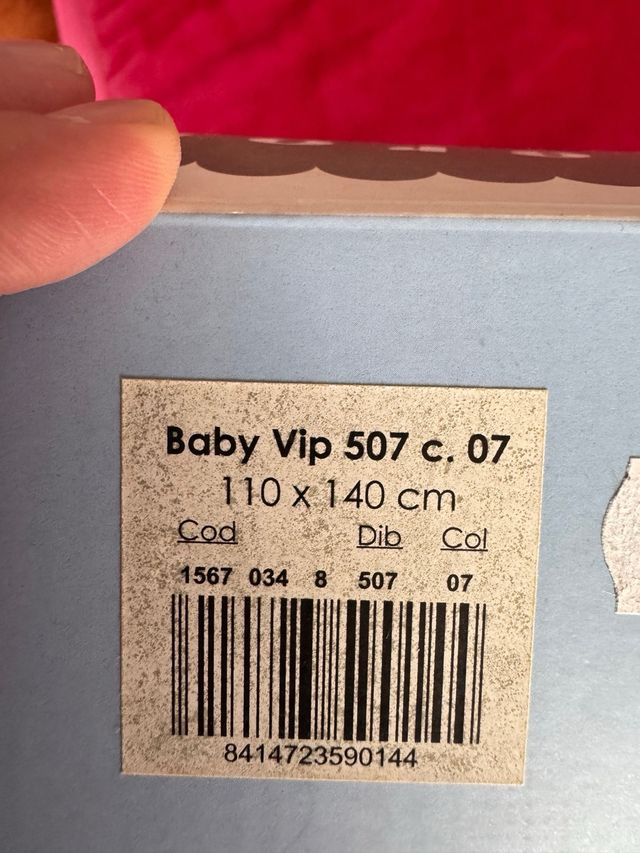 Baby Vip 507 c. 07
110 x 140 cm
Cod Dib Col
1567 034 8 507 07
8414723590144